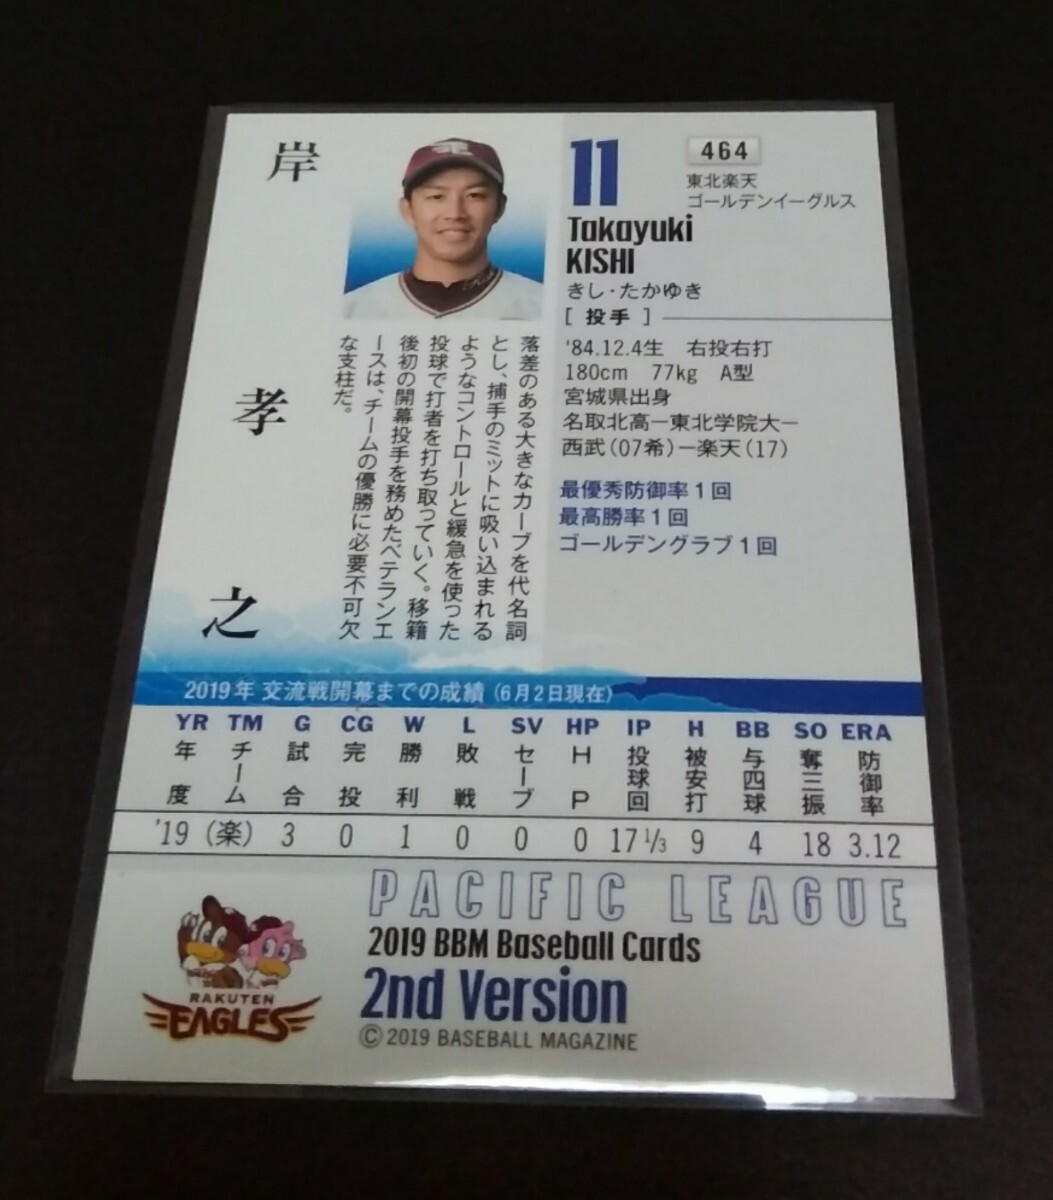 岸孝之
11
464
東北楽天
ゴールデンイーグルス
Takayuki
KISHI
きし・たかゆき
[ 投手 ]
'84.12.4生 右投右打
180cm 77kg A型
宮城県出身
名取北高ー東北学院大ー
西武(07希)ー楽天(17)
最優秀防御率1回
最高勝率1回
ゴールデングラブ1回
落差のある大きなカーブを代名詞
とし、捕手のミットに吸い込まれる
ようなコントロールと緩急を使った
投球で打者を打ち取っていく。移籍
後初の開幕投手を務めたベテランエ
ースは、チームの優勝に必要不可欠
な支柱だ。
2019年 交流戦開幕までの成績(6月2日現在)
YR TM G CG W L SV HP IP H BB SO ERA
年度 チーム 試合 完投 勝利 敗戦 セーブ HP 投球回 被安打 与四球 奪三振 防御率
'19 (楽) 3 0 1 0 0 0 17 1/3 9 4 18 3.12
PACIFIC LEAGUE
2019 BBM Baseball Cards
2nd Version
©2019 BASEBALL MAGAZINE
RAKUTEN
EAGLES